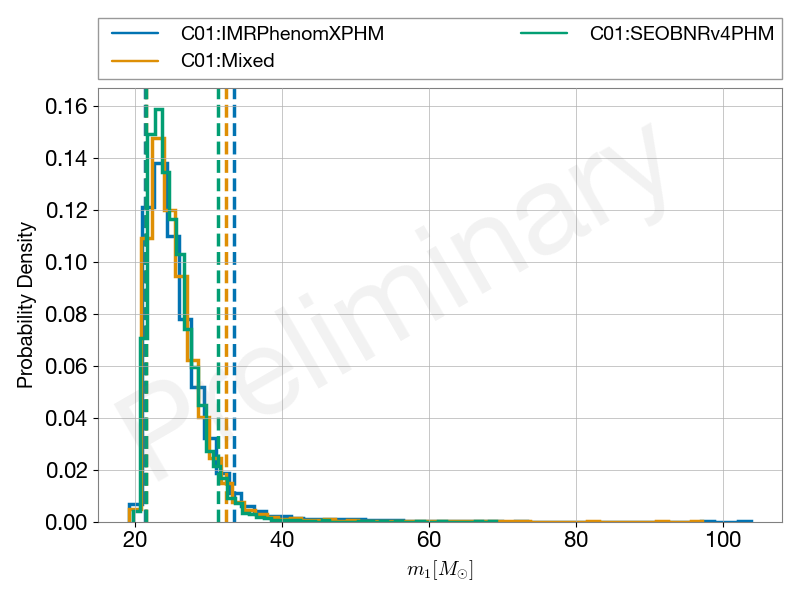 C01:IMRPhenomXPHM
C01:Mixed
C01:SEOBNRv4PHM
0.16
0.14
0.12
0.10
0.08
0.06
0.04
0.02
0.00
Probability Density
Preliminary
20 40 60 80 100
m₁[M⊙]